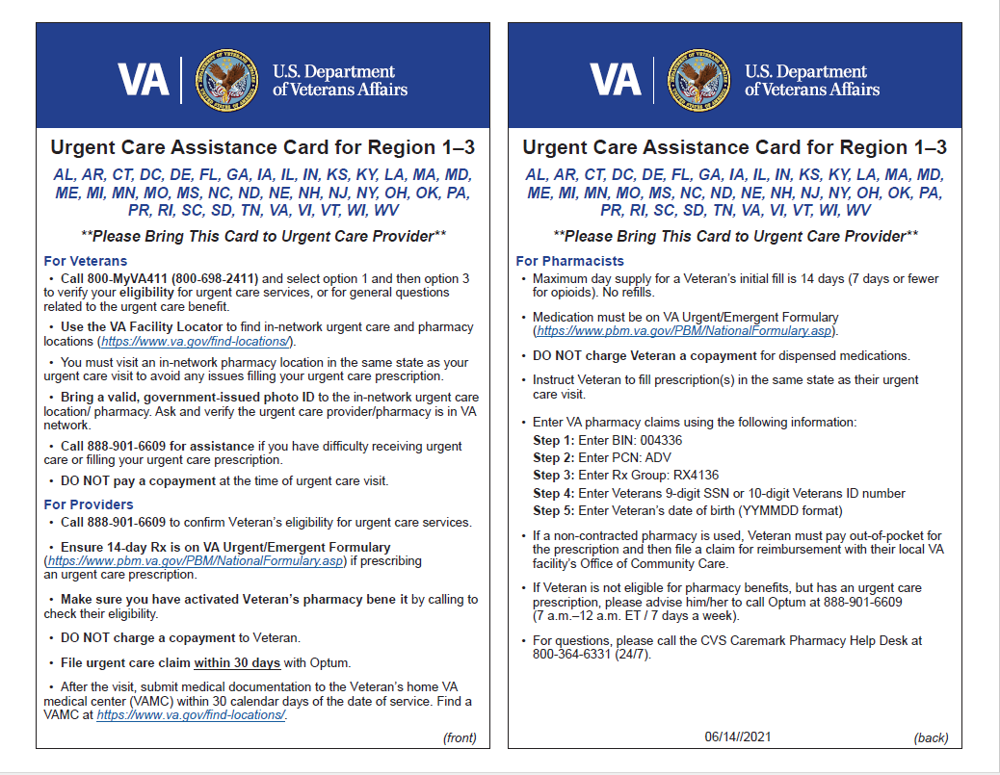 VA
U.S. Department
of Veterans Affairs
Urgent Care Assistance Card for Region 1–3
AL, AR, CT, DC, DE, FL, GA, IA, IL, IN, KS, KY, LA, MA, MD,
ME, MI, MN, MO, MS, NC, ND, NE, NH, NJ, NY, OH, OK, PA,
PR, RI, SC, SD, TN, VA, VI, VT, WI, WV
**Please Bring This Card to Urgent Care Provider**
For Veterans
• Call 800-MyVA411 (800-698-2411) and select option 1 and then option 3
to verify your eligibility for urgent care services, or for general questions
related to the urgent care benefit.
• Use the VA Facility Locator to find in-network urgent care and pharmacy
locations (https://www.va.gov/find-locations/).
• You must visit an in-network pharmacy location in the same state as your
urgent care visit to avoid any issues filling your urgent care prescription.
• Bring a valid, government-issued photo ID to the in-network urgent care
location/ pharmacy. Ask and verify the urgent care provider/pharmacy is in VA
network.
• Call 888-901-6609 for assistance if you have difficulty receiving urgent
care or filling your urgent care prescription.
• DO NOT pay a copayment at the time of urgent care visit.
For Providers
• Call 888-901-6609 to confirm Veteran's eligibility for urgent care services.
• Ensure 14-day Rx is on VA Urgent/Emergent Formulary
(https://www.pbm.va.gov/PBM/NationalFormulary.asp) if prescribing
an urgent care prescription.
• Make sure you have activated Veteran's pharmacy bene it by calling to
check their eligibility.
• DO NOT charge a copayment to Veteran.
• File urgent care claim within 30 days with Optum.
• After the visit, submit medical documentation to the Veteran's home VA
medical center (VAMC) within 30 calendar days of the date of service. Find a
VAMC at https://www.va.gov/find-locations/.
(front)
VA
U.S. Department
of Veterans Affairs
Urgent Care Assistance Card for Region 1–3
AL, AR, CT, DC, DE, FL, GA, IA, IL, IN, KS, KY, LA, MA, MD,
ME, MI, MN, MO, MS, NC, ND, NE, NH, NJ, NY, OH, OK, PA,
PR, RI, SC, SD, TN, VA, VI, VT, WI, WV
**Please Bring This Card to Urgent Care Provider**
For Pharmacists
• Maximum day supply for a Veteran's initial fill is 14 days (7 days or fewer
for opioids). No refills.
• Medication must be on VA Urgent/Emergent Formulary
(https://www.pbm.va.gov/PBM/NationalFormulary.asp).
• DO NOT charge Veteran a copayment for dispensed medications.
• Instruct Veteran to fill prescription(s) in the same state as their urgent
care visit.
• Enter VA pharmacy claims using the following information:
Step 1: Enter BIN: 004336
Step 2: Enter PCN: ADV
Step 3: Enter Rx Group: RX4136
Step 4: Enter Veterans 9-digit SSN or 10-digit Veterans ID number
Step 5: Enter Veteran's date of birth (YYMMDD format)
• If a non-contracted pharmacy is used, Veteran must pay out-of-pocket for
the prescription and then file a claim for reimbursement with their local VA
facility's Office of Community Care.
• If Veteran is not eligible for pharmacy benefits, but has an urgent care
prescription, please advise him/her to call Optum at 888-901-6609
(7 a.m.–12 a.m. ET / 7 days a week).
• For questions, please call the CVS Caremark Pharmacy Help Desk at
800-364-6331 (24/7).
06/14//2021
(back)